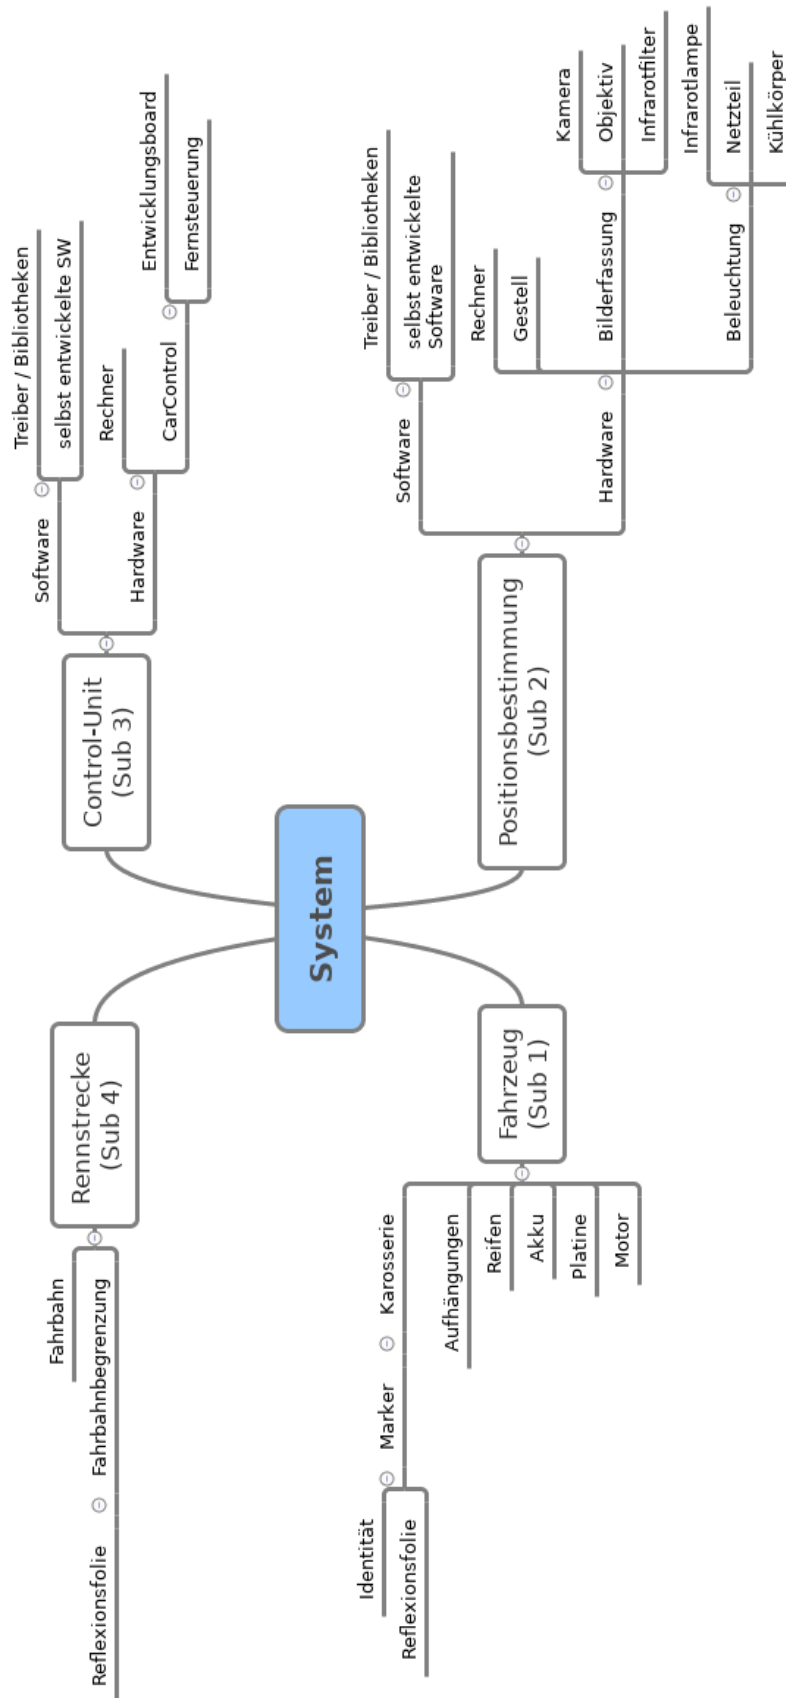 System
Control-Unit
(Sub 3)
Software
Treiber / Bibliotheken
selbst entwickelte SW
Hardware
Rechner
CarControl
Entwicklungsboard
Fernsteuerung
Positionsbestimmung
(Sub 2)
Software
Treiber / Bibliotheken
selbst entwickelte
Software
Hardware
Rechner
Gestell
Bilderfassung
Kamera
Objektiv
Infrarotfilter
Beleuchtung
Infrarotlampe
Netzteil
Kühlkörper
Rennstrecke
(Sub 4)
Fahrbahn
Fahrbahnbegrenzung
Reflexionsfolie
Fahrzeug
(Sub 1)
Karosserie
Marker
Identität
Reflexionsfolie
Aufhängungen
Reifen
Akku
Platine
Motor